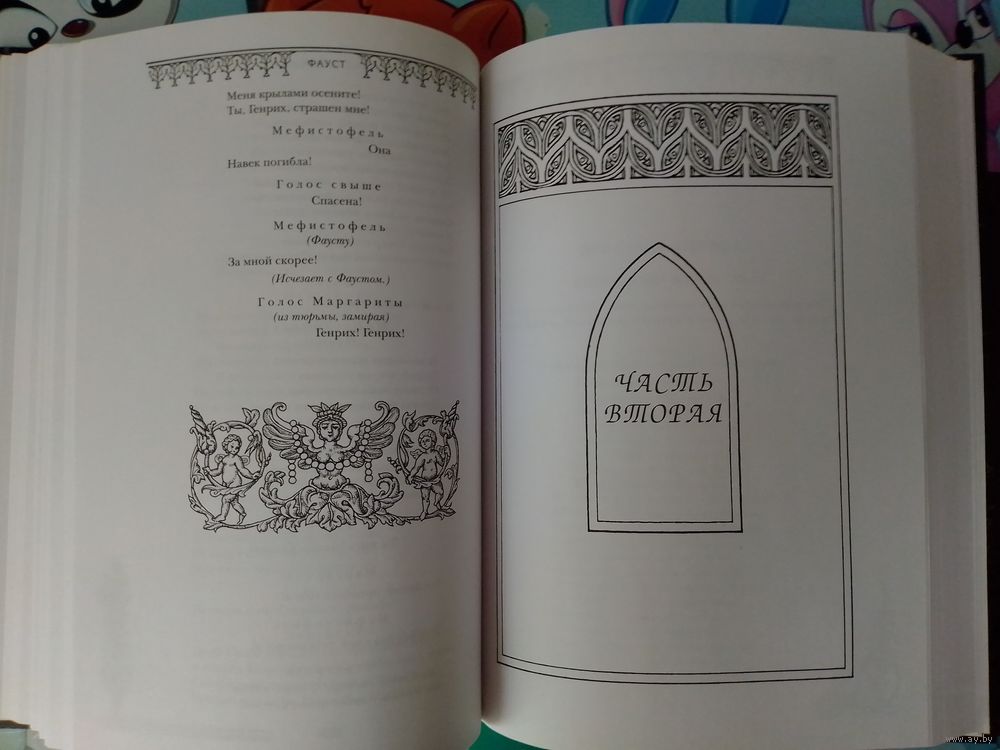 ФАУСТ
Меня крылами осените!
Ты, Генрих, страшен мне!
Мефистофель
Она
Навек погибла!
Голос свыше
Спасена!
Мефистофель
(Фаусту)
За мной скорее!
(Исчезает с Фаустом.)
Голос Маргариты
(из тюрьмы, замирая)
Генрих! Генрих!
ЧАСТЬ
ВТОРАЯ
www.ay.by